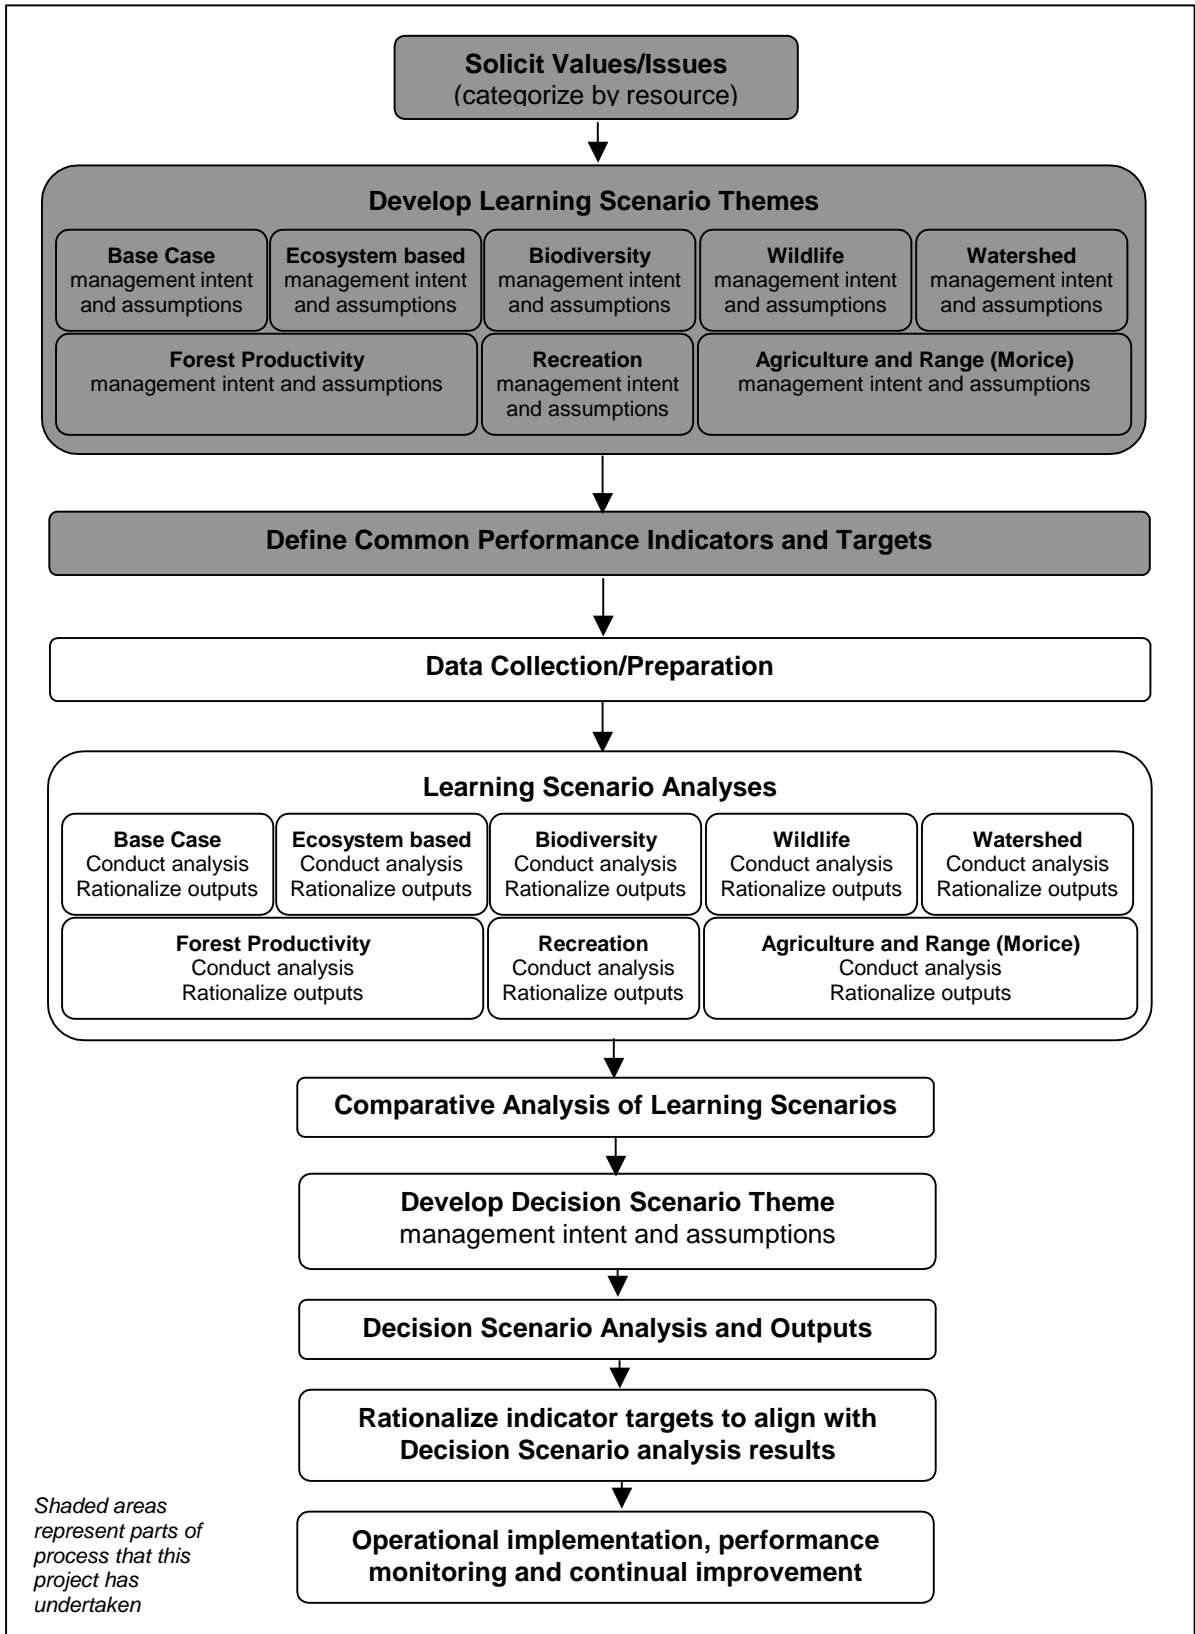 Solicit Values/Issues
(categorize by resource)
Develop Learning Scenario Themes
Base Case
management intent
and assumptions
Ecosystem based
management intent
and assumptions
Biodiversity
management intent
and assumptions
Wildlife
management intent
and assumptions
Watershed
management intent
and assumptions
Forest Productivity
management intent and assumptions
Recreation
management intent
and assumptions
Agriculture and Range (Morice)
management intent and assumptions
Define Common Performance Indicators and Targets
Data Collection/Preparation
Learning Scenario Analyses
Base Case
Conduct analysis
Rationalize outputs
Ecosystem based
Conduct analysis
Rationalize outputs
Biodiversity
Conduct analysis
Rationalize outputs
Wildlife
Conduct analysis
Rationalize outputs
Watershed
Conduct analysis
Rationalize outputs
Forest Productivity
Conduct analysis
Rationalize outputs
Recreation
Conduct analysis
Rationalize outputs
Agriculture and Range (Morice)
Conduct analysis
Rationalize outputs
Comparative Analysis of Learning Scenarios
Develop Decision Scenario Theme
management intent and assumptions
Decision Scenario Analysis and Outputs
Rationalize indicator targets to align with
Decision Scenario analysis results
Operational implementation, performance
monitoring and continual improvement
Shaded areas
represent parts of
process that this
project has
undertaken